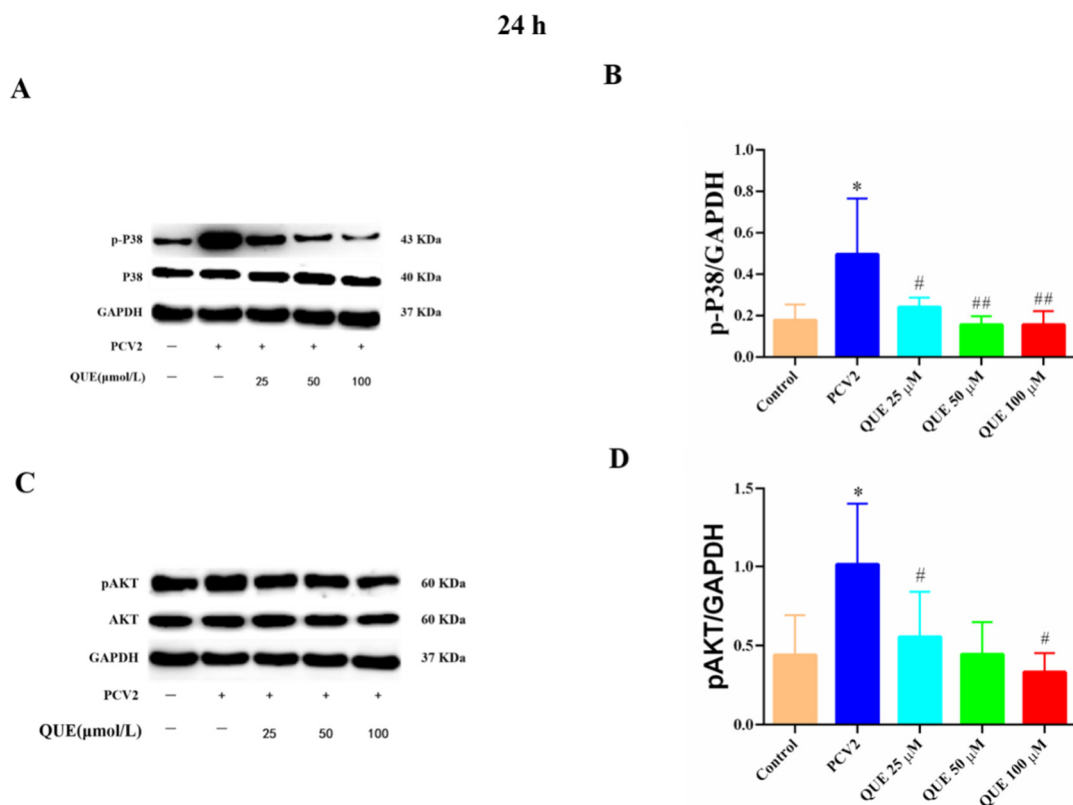 24 h
A
p-P38 43 KDa
P38 40 KDa
GAPDH 37 KDa
PCV2 — + + + +
QUE(μmol/L) — — 25 50 100
B
p-P38/GAPDH
1.0
0.8
0.6
0.4
0.2
0.0
*
#
##
##
Control
PCV2
QUE 25 μM
QUE 50 μM
QUE 100 μM
C
pAKT 60 KDa
AKT 60 KDa
GAPDH 37 KDa
PCV2 — + + + +
QUE(μmol/L) — — 25 50 100
D
pAKT/GAPDH
1.5
1.0
0.5
0.0
*
#
#
Control
PCV2
QUE 25 μM
QUE 50 μM
QUE 100 μM